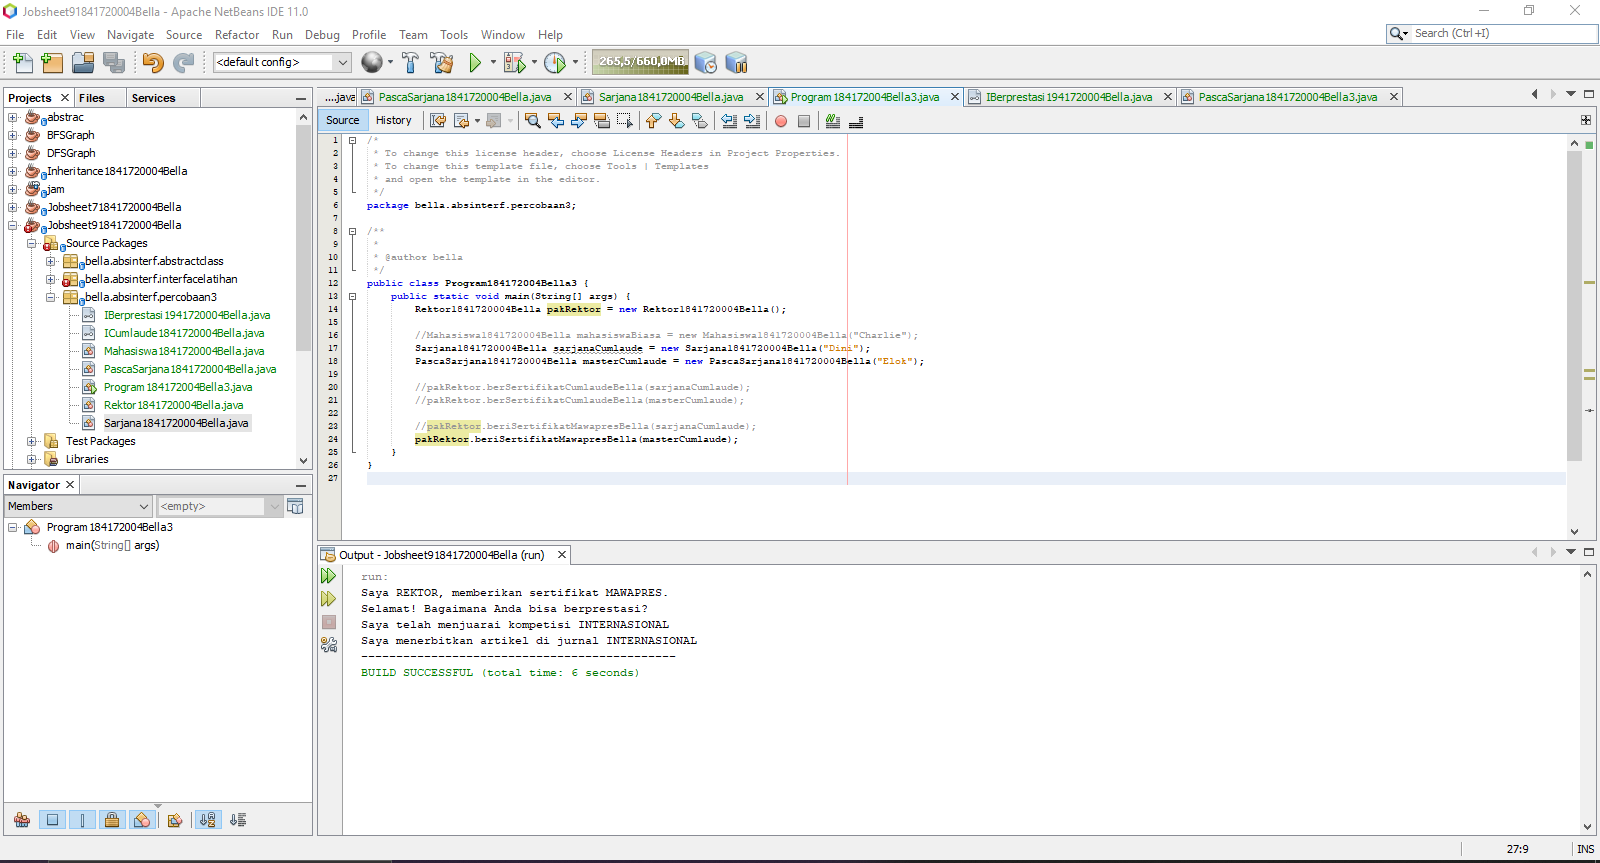 Jobsheet91841720004Bella - Apache NetBeans IDE 11.0
File Edit View Navigate Source Refactor Run Debug Profile Team Tools Window Help
Search (Ctrl+I)
<default config>
265,5/660,0MB
Projects Files Services
abstrac
BFSGraph
DFSGraph
Inheritance1841720004Bella
jam
Jobsheet71841720004Bella
Jobsheet91841720004Bella
Source Packages
bella.absinterf.abstractclass
bella.absinterf.interfacelatihan
bella.absinterf.percobaan3
IBerprestasi1941720004Bella.java
ICumlaude1841720004Bella.java
Mahasiswa1841720004Bella.java
PascaSarjana1841720004Bella.java
Program184172004Bella3.java
Rektor1841720004Bella.java
Sarjana1841720004Bella.java
Test Packages
Libraries
Navigator
Members
<empty>
Program184172004Bella3
main(String[] args)
....java PascaSarjana1841720004Bella.java Sarjana1841720004Bella.java Program184172004Bella3.java IBerprestasi1941720004Bella.java PascaSarjana1841720004Bella3.java
Source History
1 /*
2 * To change this license header, choose License Headers in Project Properties.
3 * To change this template file, choose Tools | Templates
4 * and open the template in the editor.
5 */
6 package bella.absinterf.percobaan3;
7
8 /**
9 *
10 * @author bella
11 */
12 public class Program184172004Bella3 {
13 public static void main(String[] args) {
14 Rektor1841720004Bella pakRektor = new Rektor1841720004Bella();
15
16 //Mahasiswa1841720004Bella mahasiswaBiasa = new Mahasiswa1841720004Bella("Charlie");
17 Sarjana1841720004Bella sarjanaCumlaude = new Sarjana1841720004Bella("Dini");
18 PascaSarjana1841720004Bella masterCumlaude = new PascaSarjana1841720004Bella("Elok");
19
20 //pakRektor.berSertifikatCumlaudeBella(sarjanaCumlaude);
21 //pakRektor.berSertifikatCumlaudeBella(masterCumlaude);
22
23 //pakRektor.beriSertifikatMawapresBella(sarjanaCumlaude);
24 pakRektor.beriSertifikatMawapresBella(masterCumlaude);
25 }
26 }
27
Output - Jobsheet91841720004Bella (run)
run:
Saya REKTOR, memberikan sertifikat MAWAPRES.
Selamat! Bagaimana Anda bisa berprestasi?
Saya telah menjuarai kompetisi INTERNASIONAL
Saya menerbitkan artikel di jurnal INTERNASIONAL
---------------------------------------------
BUILD SUCCESSFUL (total time: 6 seconds)
27:9 INS